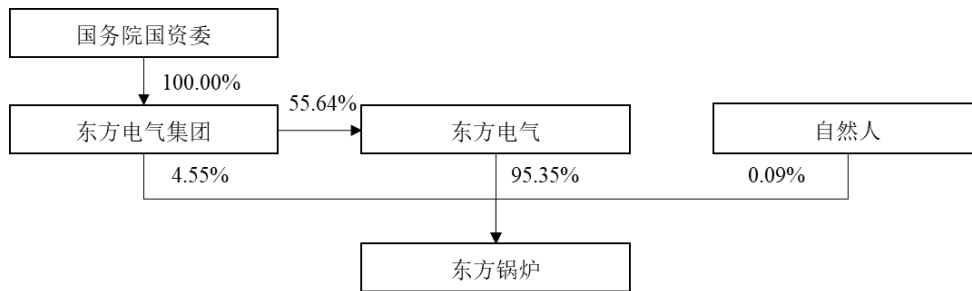 国务院国资委
100.00%
55.64%
东方电气集团
东方电气
自然人
4.55%
95.35%
0.09%
东方锅炉